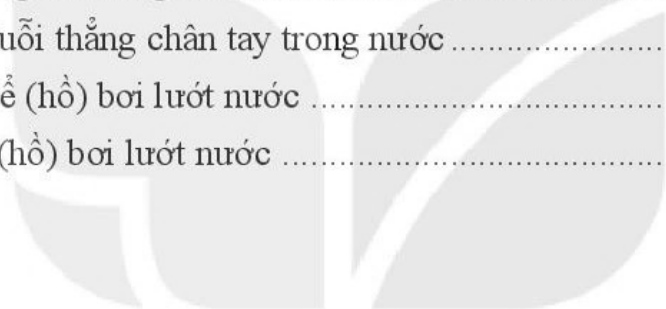 uỗi thẳng chân tay trong nước ......................
ể (hồ) bơi lướt nước ....................................
(hồ) bơi lướt nước .......................................